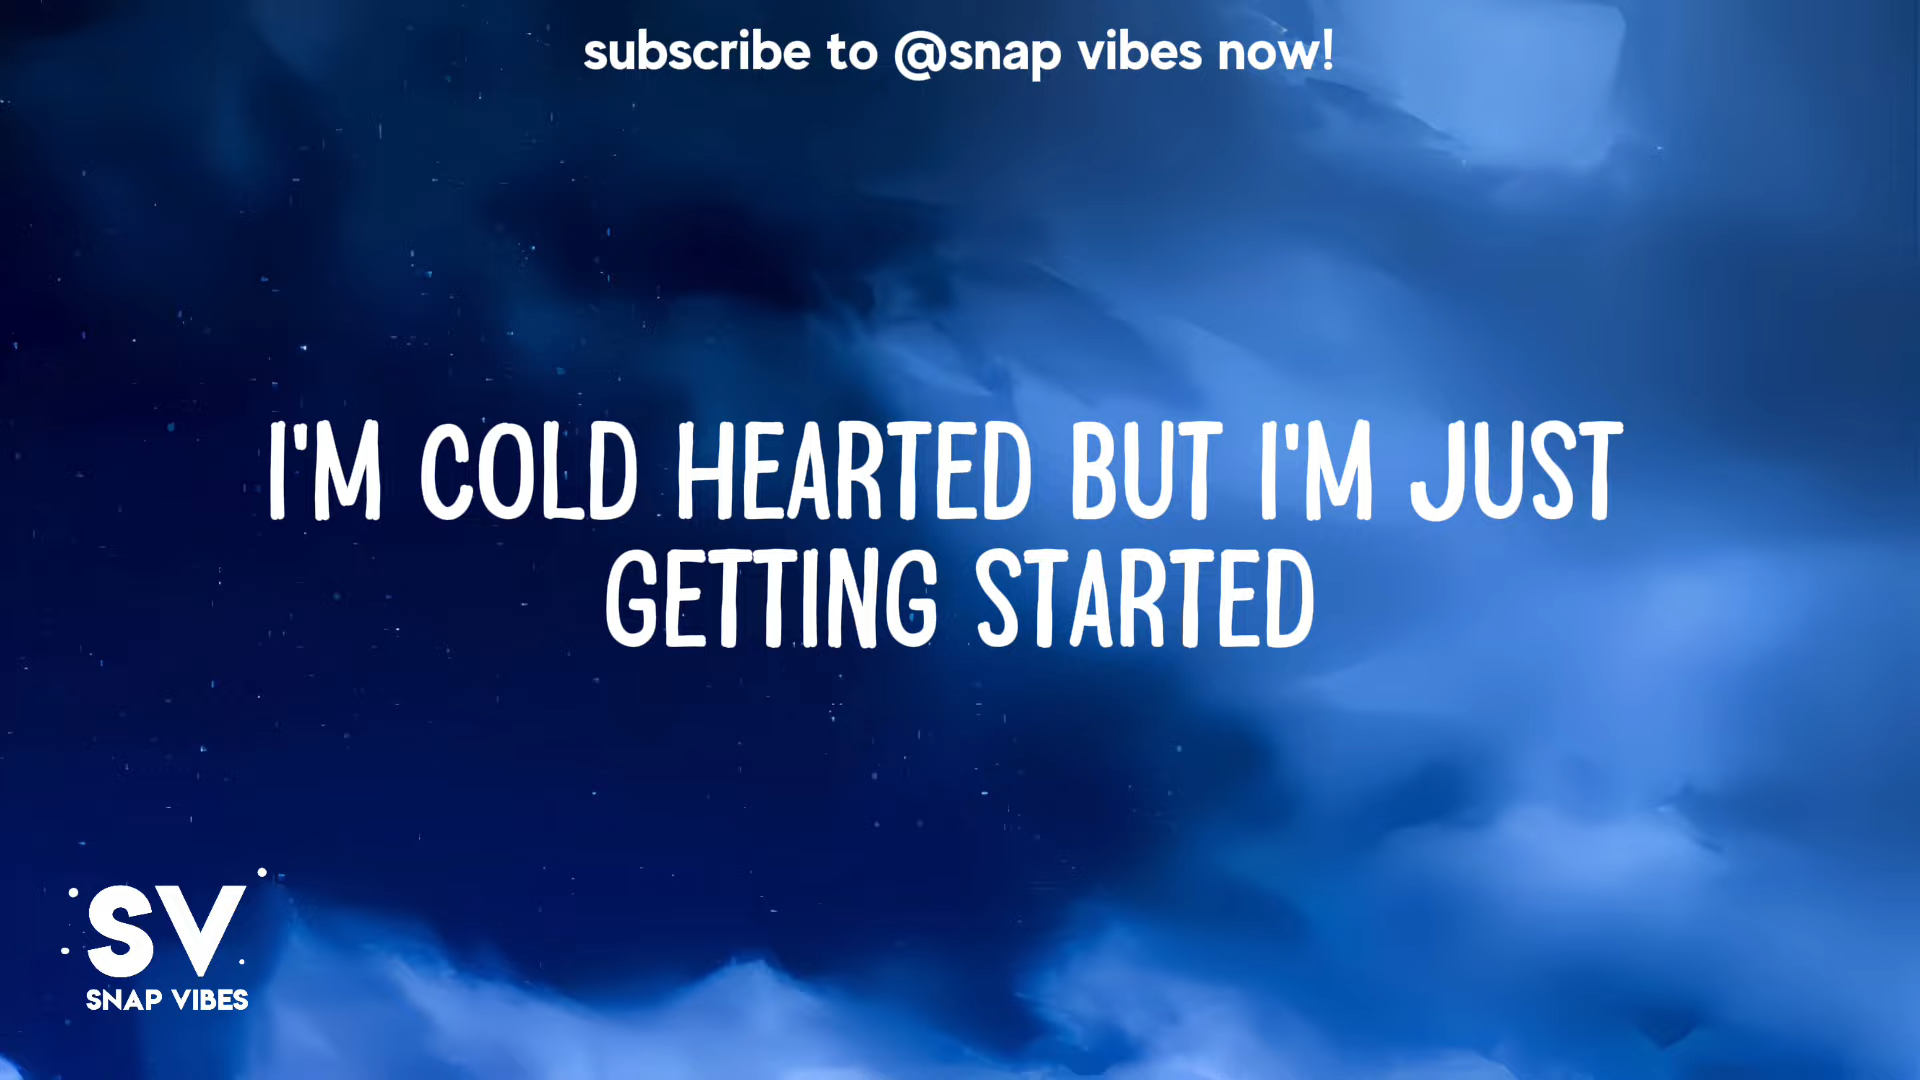 subscribe to @snap vibes now!
I'M COLD HEARTED BUT I'M JUST
GETTING STARTED
SV
SNAP VIBES